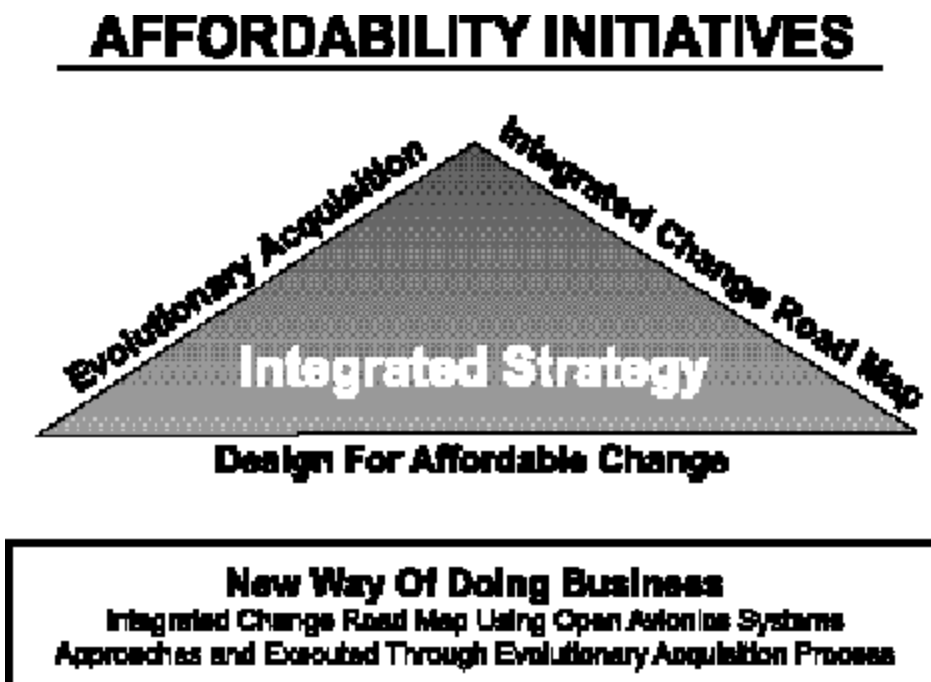 AFFORDABILITY INITIATIVES
Evolutionary Acquisition
Integrated Change Road Map
Integrated Strategy
Design For Affordable Change
New Way Of Doing Business
Integrated Change Road Map Using Open Avionics Systems
Approaches and Executed Through Evolutionary Acquisition Process